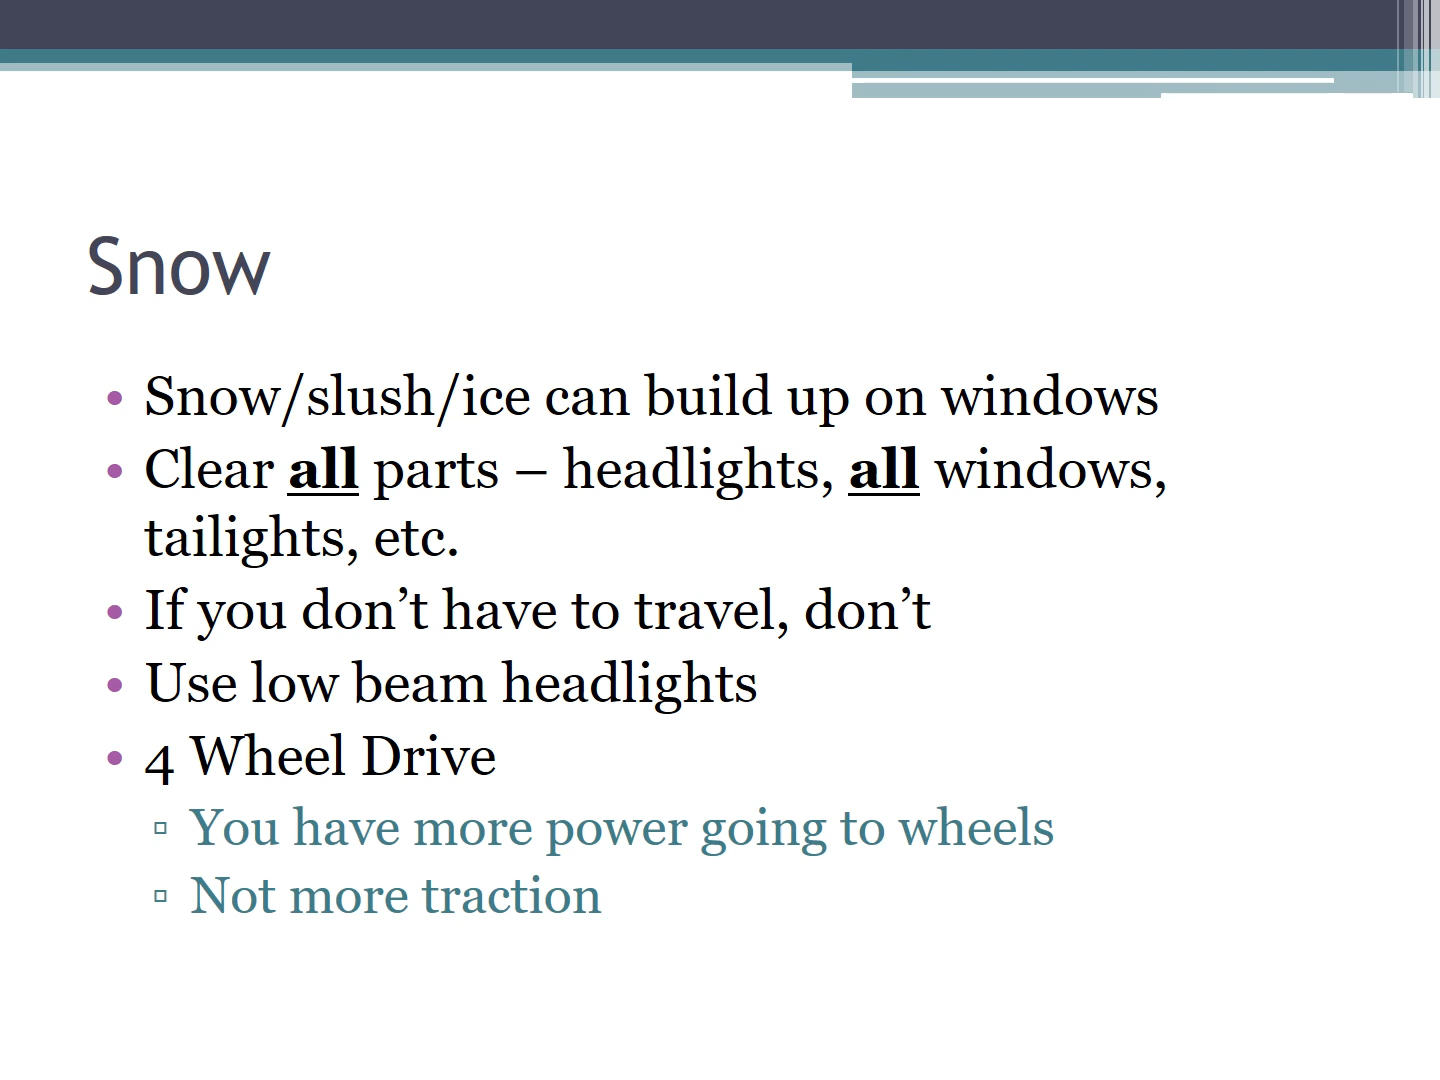 Snow
• Snow/slush/ice can build up on windows
• Clear all parts – headlights, all windows,
tailights, etc.
• If you don’t have to travel, don’t
• Use low beam headlights
• 4 Wheel Drive
▫ You have more power going to wheels
▫ Not more traction